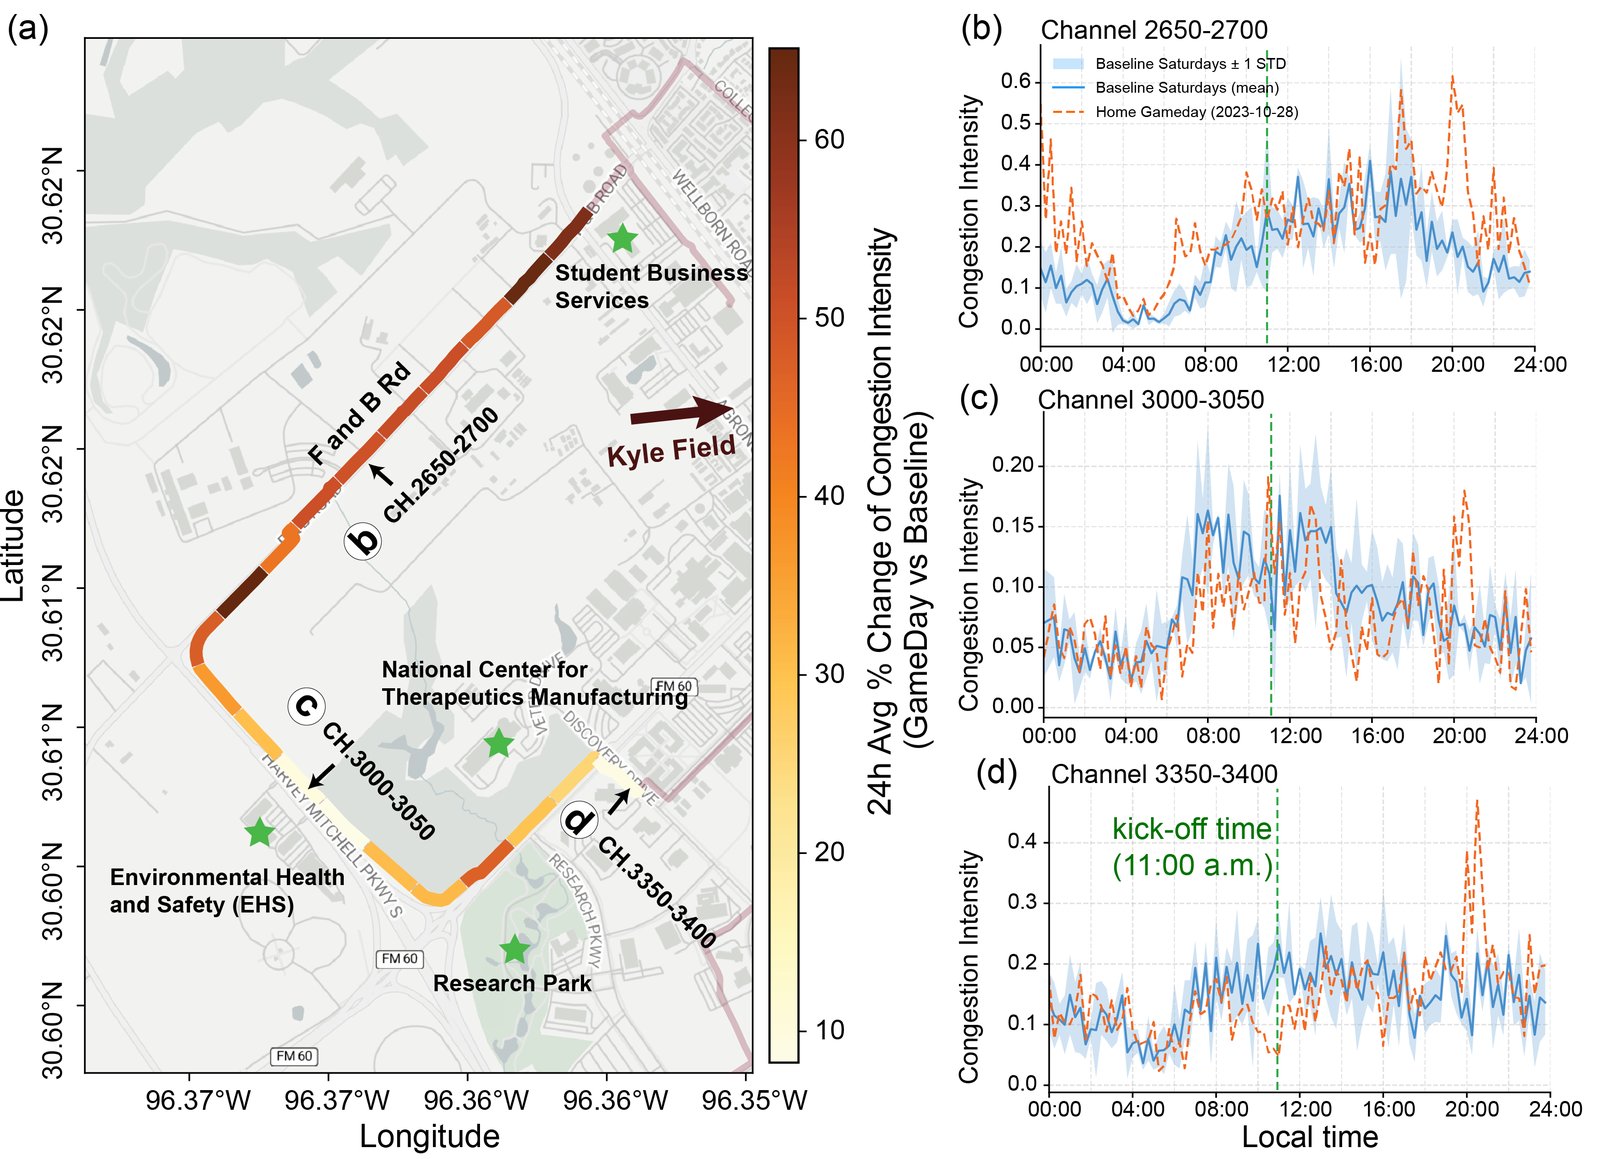 (a)
COLLE
WELLBORN ROAD
B ROAD
Student Business
Services
F and B Rd
CH.2650-2700
b
AGRON
Kyle Field
National Center for
Therapeutics Manufacturing
FM 60
DISCOVERY DRIVE
c
CH.3000-3050
HARVEY MITCHELL PKWY S
d
CH.3350-3400
Environmental Health
and Safety (EHS)
RESEARCH PKWY
FM 60
Research Park
FM 60
Latitude
30.62°N
30.62°N
30.62°N
30.61°N
30.61°N
30.60°N
30.60°N
96.37°W
96.37°W
96.36°W
96.36°W
96.35°W
Longitude
60
50
40
30
20
10
24h Avg % Change of Congestion Intensity
(GameDay vs Baseline)
(b)
Channel 2650-2700
Baseline Saturdays ± 1 STD
Baseline Saturdays (mean)
Home Gameday (2023-10-28)
Congestion Intensity
0.6
0.5
0.4
0.3
0.2
0.1
0.0
00:00 04:00 08:00 12:00 16:00 20:00 24:00
(c)
Channel 3000-3050
Congestion Intensity
0.20
0.15
0.10
0.05
0.00
00:00 04:00 08:00 12:00 16:00 20:00 24:00
(d)
Channel 3350-3400
kick-off time
(11:00 a.m.)
Congestion Intensity
0.4
0.3
0.2
0.1
0.0
00:00 04:00 08:00 12:00 16:00 20:00 24:00
Local time